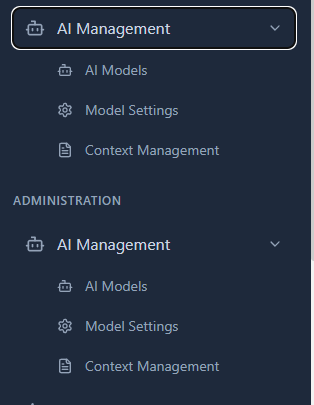 AI Management
AI Models
Model Settings
Context Management
ADMINISTRATION
AI Management
AI Models
Model Settings
Context Management